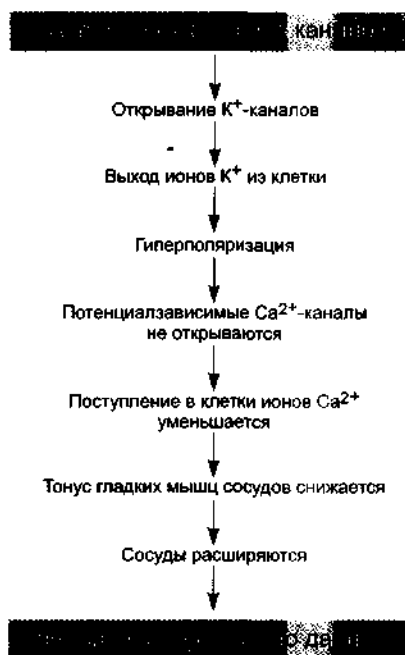 Открывание K⁺-каналов
Выход ионов K⁺ из клетки
Гиперполяризация
Потенциалзависимые Ca²⁺-каналы
не открываются
Поступление в клетки ионов Ca²⁺
уменьшается
Тонус гладких мышц сосудов снижается
Сосуды расширяются